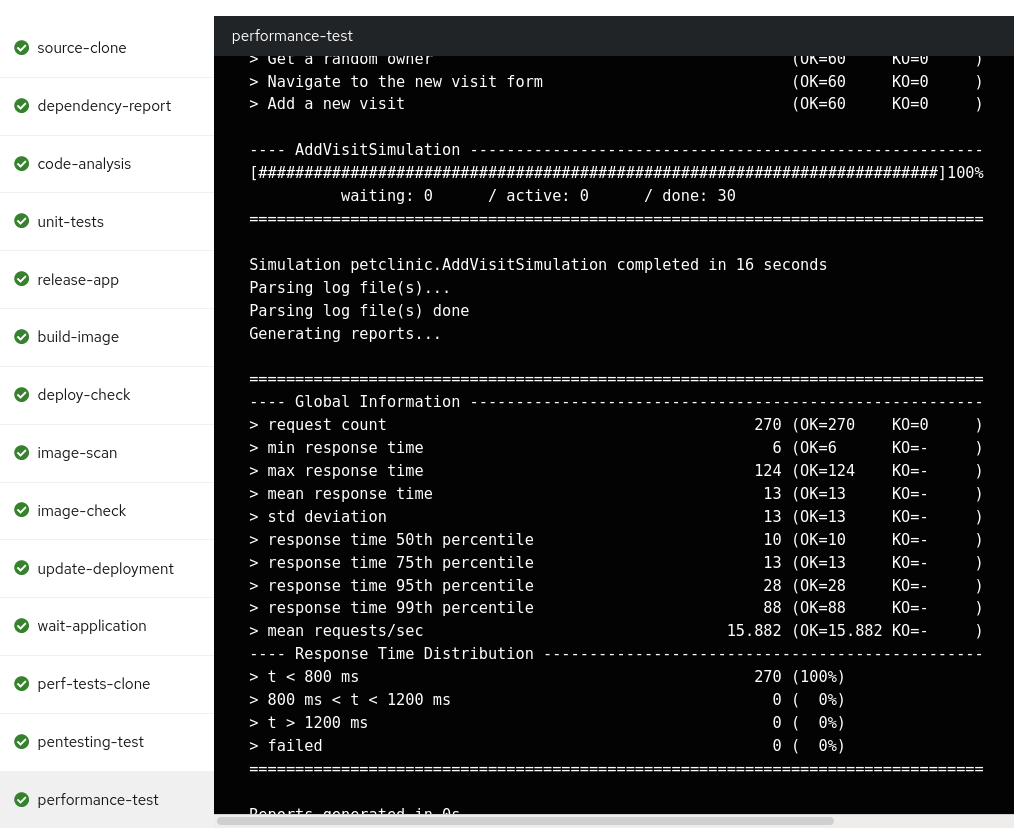 source-clone
dependency-report
code-analysis
unit-tests
release-app
build-image
deploy-check
image-scan
image-check
update-deployment
wait-application
perf-tests-clone
pentesting-test
performance-test
performance-test
> Get a random owner (OK=60 KO=0 )
> Navigate to the new visit form (OK=60 KO=0 )
> Add a new visit (OK=60 KO=0 )
---- AddVisitSimulation --------------------------------------------------------
[##########################################################################]100%
waiting: 0 / active: 0 / done: 30
================================================================================
Simulation petclinic.AddVisitSimulation completed in 16 seconds
Parsing log file(s)...
Parsing log file(s) done
Generating reports...
================================================================================
---- Global Information --------------------------------------------------------
> request count 270 (OK=270 KO=0 )
> min response time 6 (OK=6 KO=- )
> max response time 124 (OK=124 KO=- )
> mean response time 13 (OK=13 KO=- )
> std deviation 13 (OK=13 KO=- )
> response time 50th percentile 10 (OK=10 KO=- )
> response time 75th percentile 13 (OK=13 KO=- )
> response time 95th percentile 28 (OK=28 KO=- )
> response time 99th percentile 88 (OK=88 KO=- )
> mean requests/sec 15.882 (OK=15.882 KO=- )
---- Response Time Distribution ------------------------------------------------
> t < 800 ms 270 (100%)
> 800 ms < t < 1200 ms 0 ( 0%)
> t > 1200 ms 0 ( 0%)
> failed 0 ( 0%)
================================================================================
Reports generated in 0s.